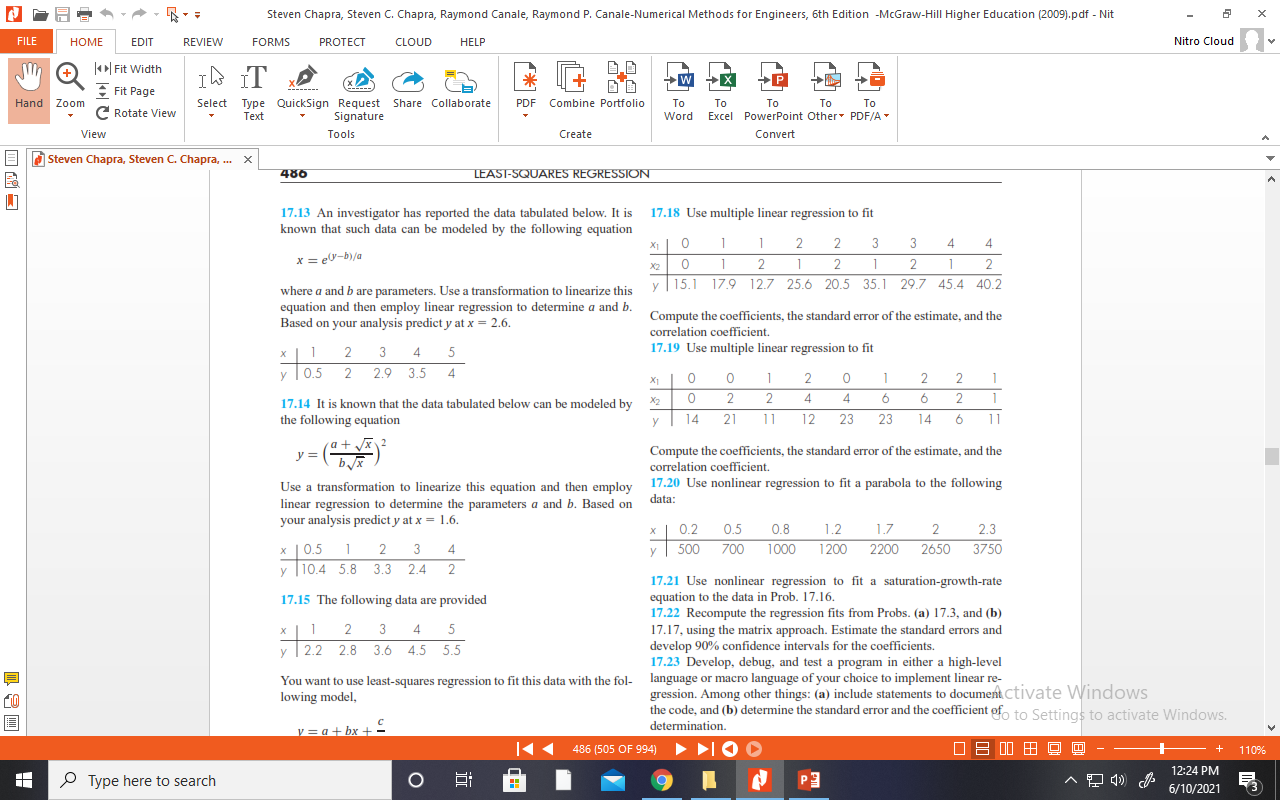 Steven Chapra, Steven C. Chapra, Raymond Canale, Raymond P. Canale-Numerical Methods for Engineers, 6th Edition -McGraw-Hill Higher Education (2009).pdf - Nit
FILE HOME EDIT REVIEW FORMS PROTECT CLOUD HELP Nitro Cloud
Hand Zoom Fit Width Fit Page Rotate View
Select Type Text QuickSign Request Signature Share Collaborate
PDF Combine Portfolio
To Word To Excel To PowerPoint To Other To PDF/A
View Tools Create Convert
Steven Chapra, Steven C. Chapra, ...
486 LEAST-SQUARES REGRESSION
17.13 An investigator has reported the data tabulated below. It is
known that such data can be modeled by the following equation
x = e^(y−b)/a
where a and b are parameters. Use a transformation to linearize this
equation and then employ linear regression to determine a and b.
Based on your analysis predict y at x = 2.6.
x 1 2 3 4 5
y 0.5 2 2.9 3.5 4
17.14 It is known that the data tabulated below can be modeled by
the following equation
y = ((a + √x)/(b√x))^2
Use a transformation to linearize this equation and then employ
linear regression to determine the parameters a and b. Based on
your analysis predict y at x = 1.6.
x 0.5 1 2 3 4
y 10.4 5.8 3.3 2.4 2
17.15 The following data are provided
x 1 2 3 4 5
y 2.2 2.8 3.6 4.5 5.5
You want to use least-squares regression to fit this data with the fol-
lowing model,
y = a + bx + c
17.18 Use multiple linear regression to fit
x1 0 1 1 2 2 3 3 4 4
x2 0 1 2 1 2 1 2 1 2
y 15.1 17.9 12.7 25.6 20.5 35.1 29.7 45.4 40.2
Compute the coefficients, the standard error of the estimate, and the
correlation coefficient.
17.19 Use multiple linear regression to fit
x1 0 0 1 2 0 1 2 2 1
x2 0 2 2 4 4 6 6 2 1
y 14 21 11 12 23 23 14 6 11
Compute the coefficients, the standard error of the estimate, and the
correlation coefficient.
17.20 Use nonlinear regression to fit a parabola to the following
data:
x 0.2 0.5 0.8 1.2 1.7 2 2.3
y 500 700 1000 1200 2200 2650 3750
17.21 Use nonlinear regression to fit a saturation-growth-rate
equation to the data in Prob. 17.16.
17.22 Recompute the regression fits from Probs. (a) 17.3, and (b)
17.17, using the matrix approach. Estimate the standard errors and
develop 90% confidence intervals for the coefficients.
17.23 Develop, debug, and test a program in either a high-level
language or macro language of your choice to implement linear re-
gression. Among other things: (a) include statements to document
the code, and (b) determine the standard error and the coefficient of
determination.
Activate Windows
Go to Settings to activate Windows.
486 (505 OF 994) 110%
Type here to search
12:24 PM
6/10/2021
3